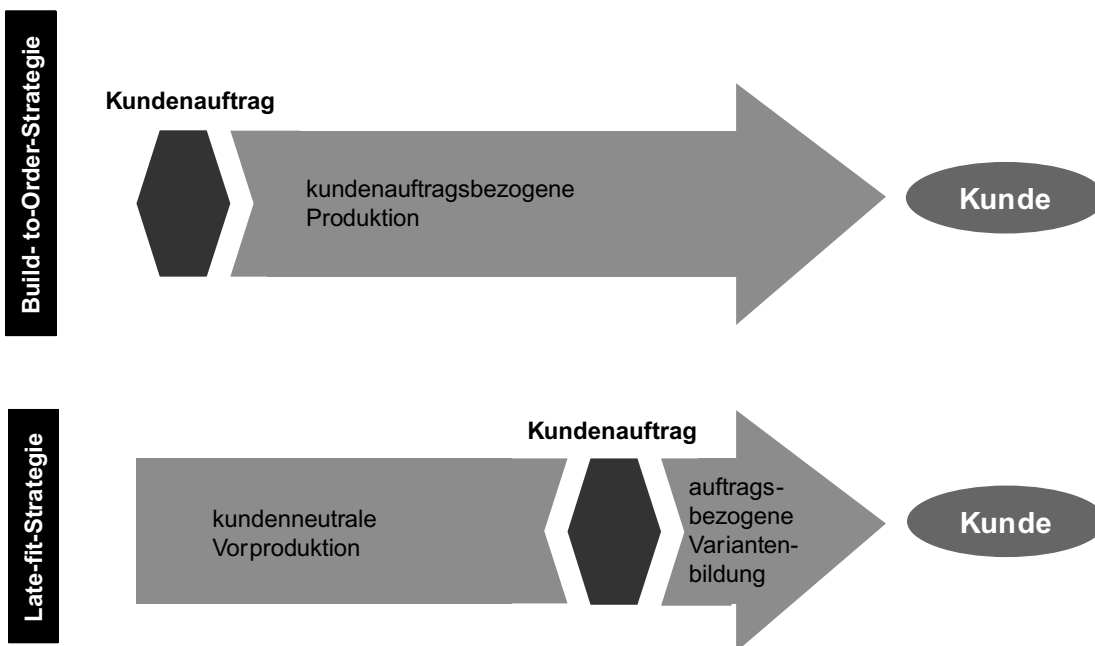 Build- to-Order-Strategie
Kundenauftrag
kundenauftragsbezogene
Produktion
Kunde
Late-fit-Strategie
Kundenauftrag
kundenneutrale
Vorproduktion
auftrags-
bezogene
Varianten-
bildung
Kunde